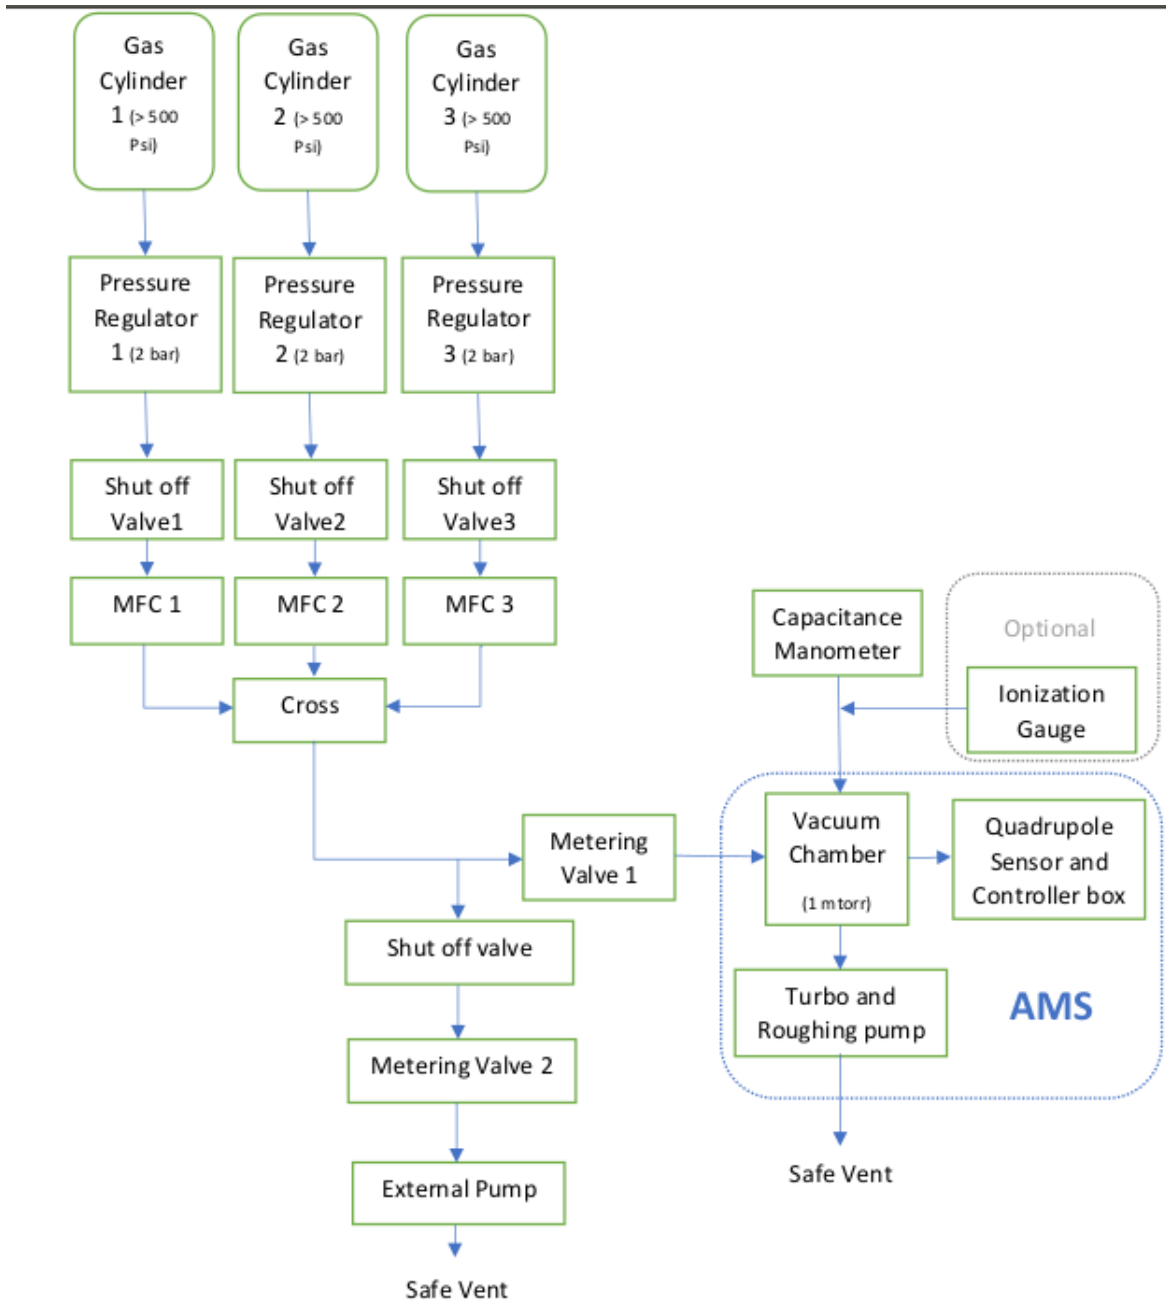 Gas
Cylinder
1 (> 500
Psi)
Gas
Cylinder
2 (> 500
Psi)
Gas
Cylinder
3 (> 500
Psi)
Pressure
Regulator
1 (2 bar)
Pressure
Regulator
2 (2 bar)
Pressure
Regulator
3 (2 bar)
Shut off
Valve1
Shut off
Valve2
Shut off
Valve3
MFC 1
MFC 2
MFC 3
Cross
Capacitance
Manometer
Optional
Ionization
Gauge
Metering
Valve 1
Vacuum
Chamber
(1 mtorr)
Quadrupole
Sensor and
Controller box
Shut off valve
Turbo and
Roughing pump
AMS
Metering Valve 2
External Pump
Safe Vent
Safe Vent